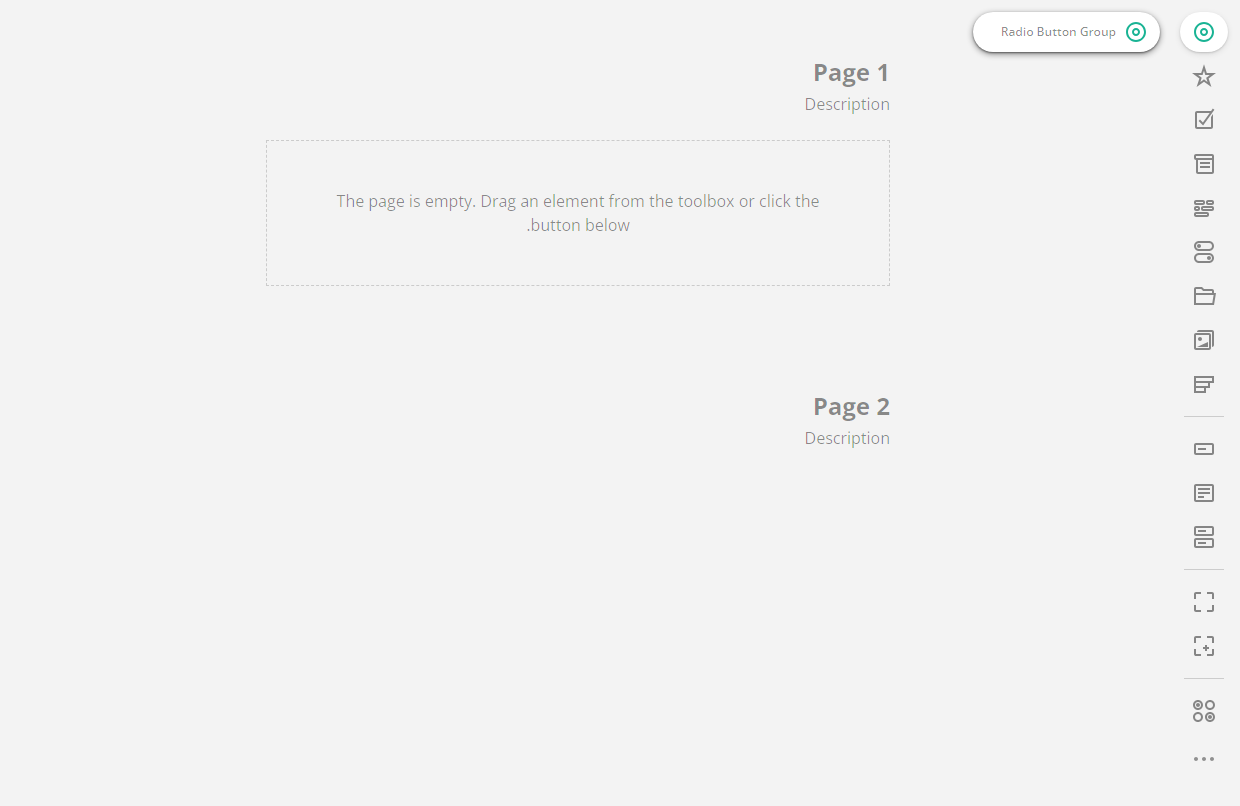 Radio Button Group
Page 1
Description
The page is empty. Drag an element from the toolbox or click the
.button below
Page 2
Description